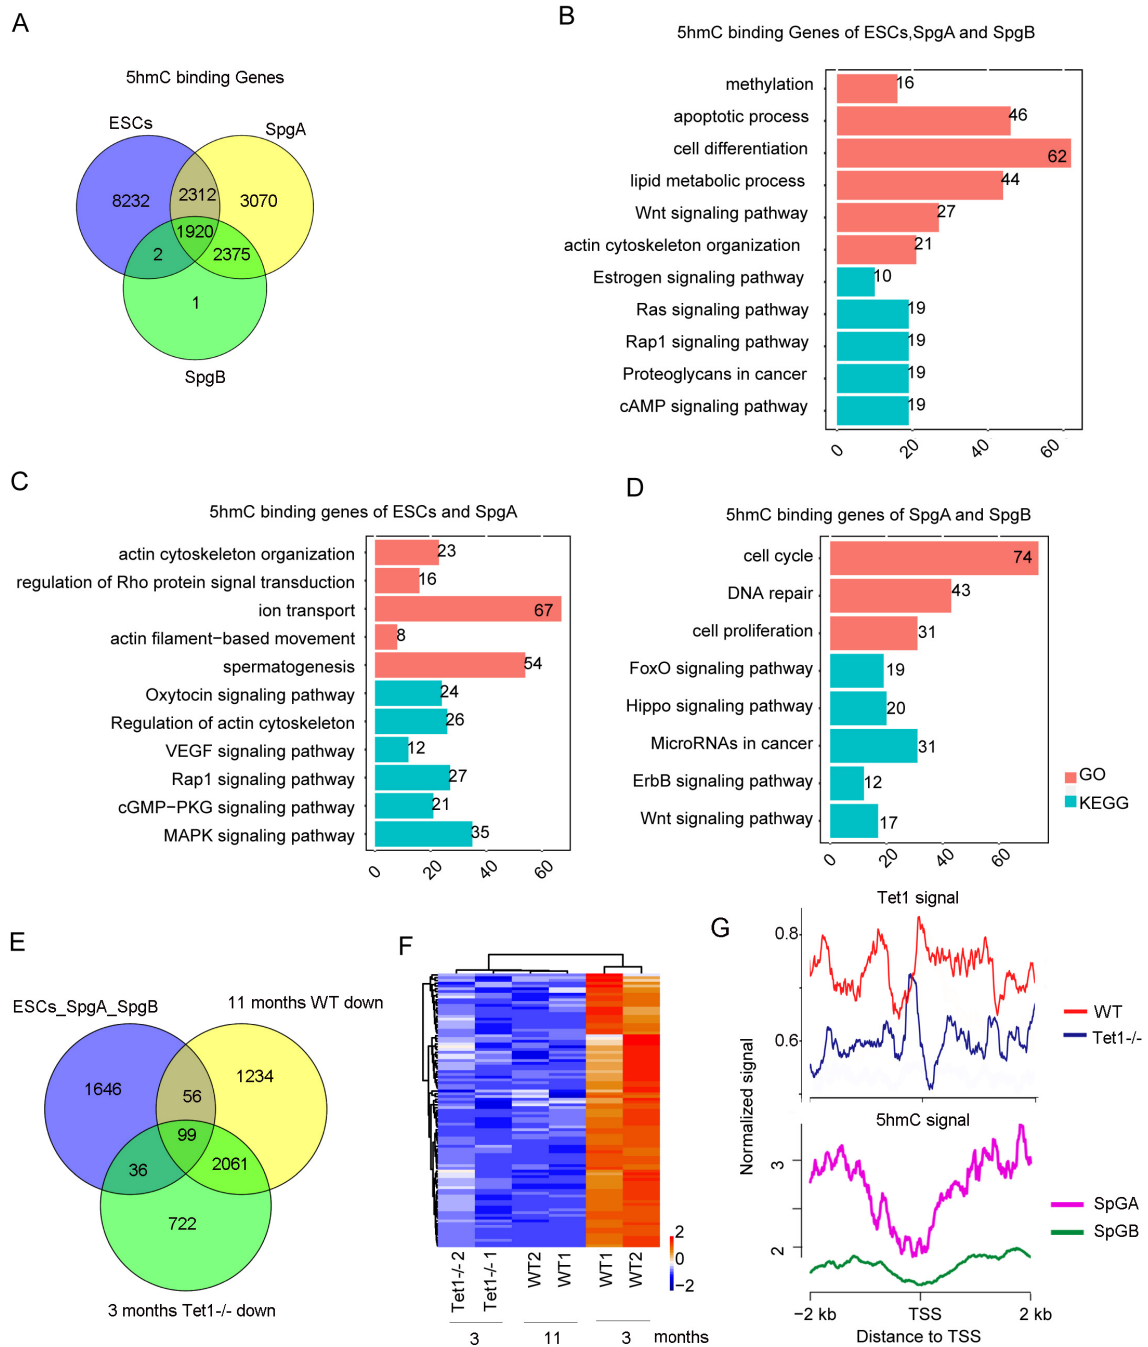 A
5hmC binding Genes
ESCs
SpgA
8232
2312
3070
1920
2
2375
1
SpgB
B
5hmC binding Genes of ESCs,SpgA and SpgB
methylation 16
apoptotic process 46
cell differentiation 62
lipid metabolic process 44
Wnt signaling pathway 27
actin cytoskeleton organization 21
Estrogen signaling pathway 10
Ras signaling pathway 19
Rap1 signaling pathway 19
Proteoglycans in cancer 19
cAMP signaling pathway 19
0 20 40 60
C
5hmC binding genes of ESCs and SpgA
actin cytoskeleton organization 23
regulation of Rho protein signal transduction 16
ion transport 67
actin filament−based movement 8
spermatogenesis 54
Oxytocin signaling pathway 24
Regulation of actin cytoskeleton 26
VEGF signaling pathway 12
Rap1 signaling pathway 27
cGMP−PKG signaling pathway 21
MAPK signaling pathway 35
0 20 40 60
D
5hmC binding genes of SpgA and SpgB
cell cycle 74
DNA repair 43
cell proliferation 31
FoxO signaling pathway 19
Hippo signaling pathway 20
MicroRNAs in cancer 31
ErbB signaling pathway 12
Wnt signaling pathway 17
0 20 40 60
GO
KEGG
E
ESCs_SpgA_SpgB
11 months WT down
1646
56
1234
99
36
2061
722
3 months Tet1-/- down
F
2
0
−2
Tet1-/- 2
Tet1-/- 1
WT2
WT1
WT1
WT2
3 11 3 months
G
Tet1 signal
0.8
0.6
WT
Tet1-/-
Normalized signal
5hmC signal
3
2
SpGA
SpGB
−2 kb TSS 2 kb
Distance to TSS